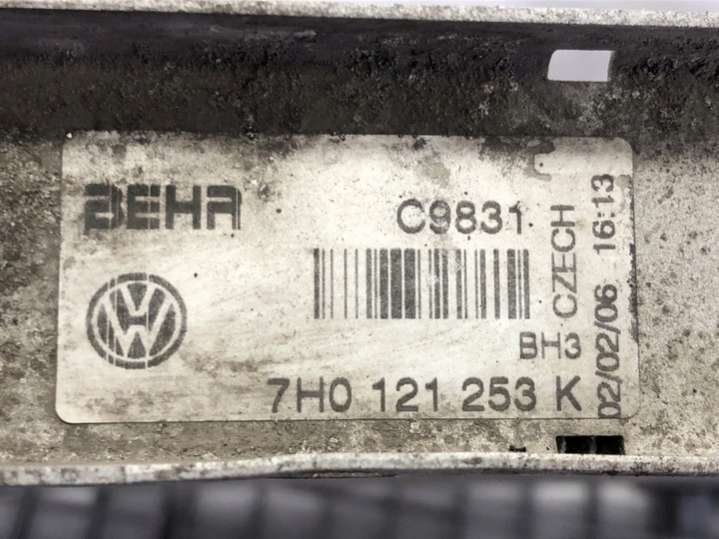 BEHR
C9831
BH3
7H0 121 253 K
CZECH
02/02/06 16:13